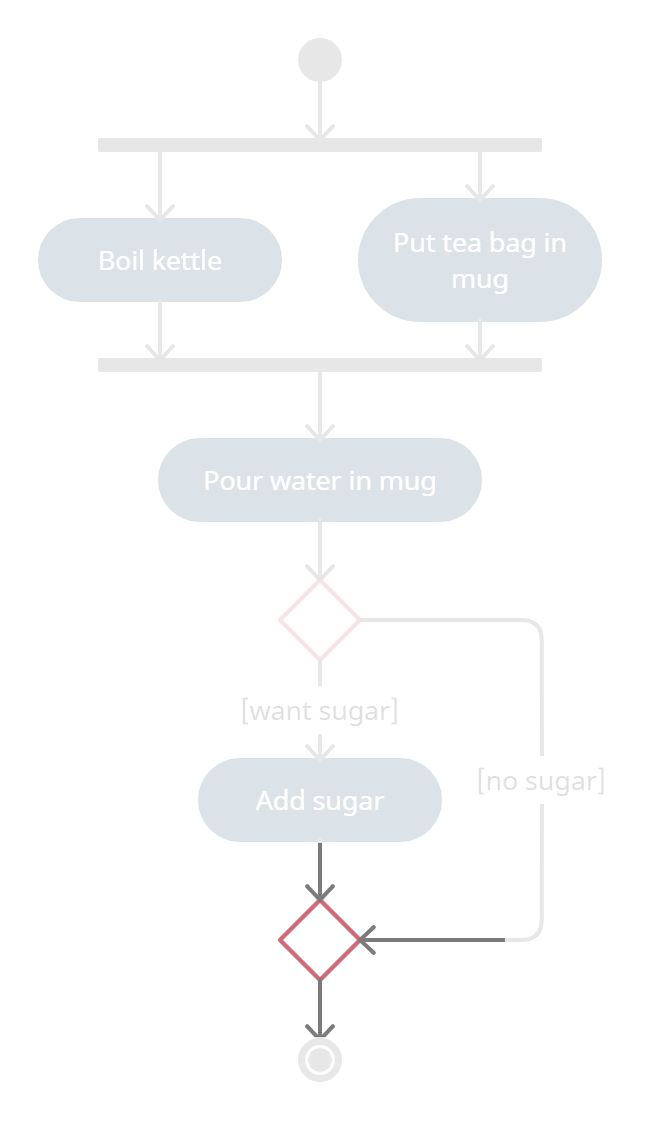 Boil kettle
Put tea bag in
mug
Pour water in mug
[want sugar]
[no sugar]
Add sugar